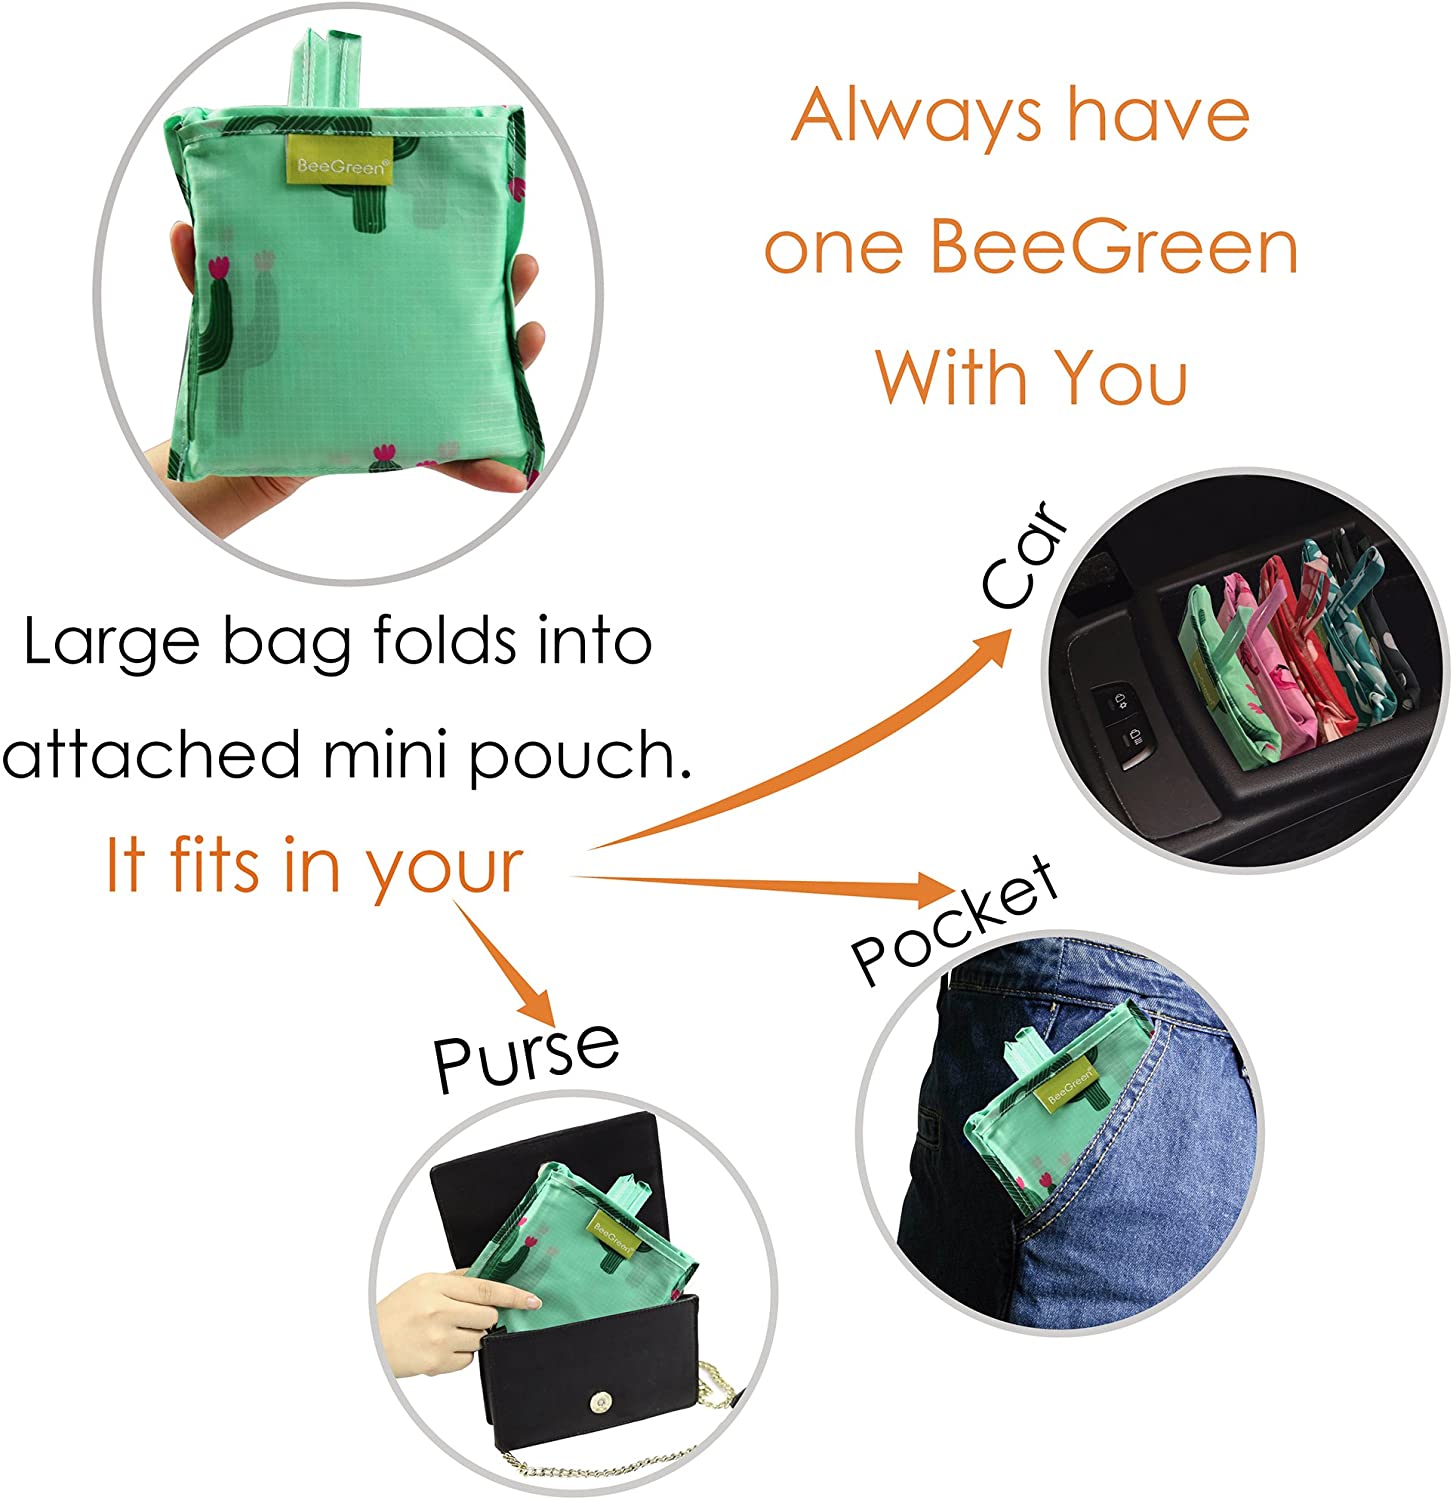 BeeGreen®
Always have
one BeeGreen
With You
Large bag folds into
attached mini pouch.
It fits in your
Car
Pocket
BeeGreen®
Purse
BeeGreen®